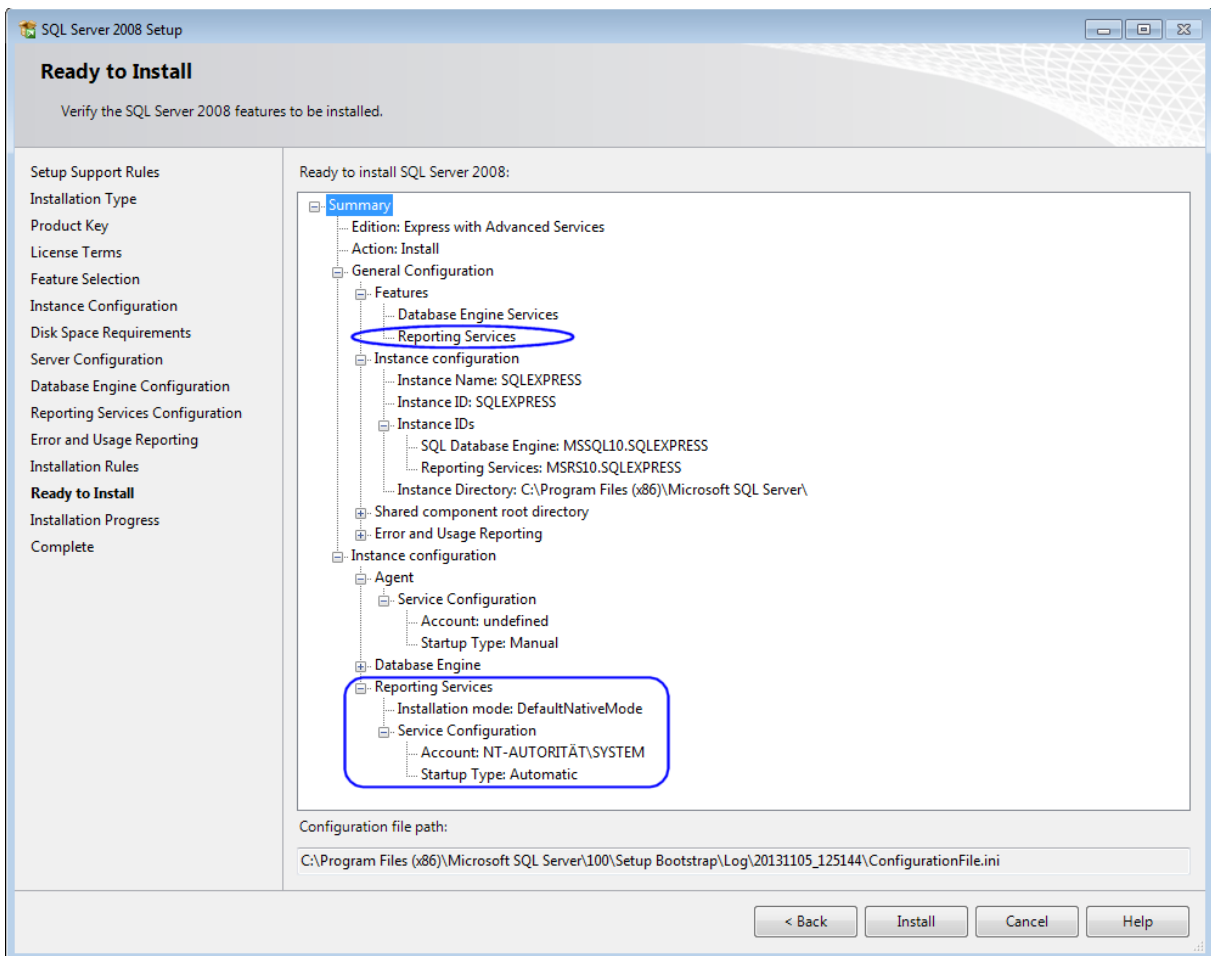 SQL Server 2008 Setup
Ready to Install
Verify the SQL Server 2008 features to be installed.
Setup Support Rules
Installation Type
Product Key
License Terms
Feature Selection
Instance Configuration
Disk Space Requirements
Server Configuration
Database Engine Configuration
Reporting Services Configuration
Error and Usage Reporting
Installation Rules
Ready to Install
Installation Progress
Complete
Ready to install SQL Server 2008:
Summary
Edition: Express with Advanced Services
Action: Install
General Configuration
Features
Database Engine Services
Reporting Services
Instance configuration
Instance Name: SQLEXPRESS
Instance ID: SQLEXPRESS
Instance IDs
SQL Database Engine: MSSQL10.SQLEXPRESS
Reporting Services: MSRS10.SQLEXPRESS
Instance Directory: C:\Program Files (x86)\Microsoft SQL Server\
Shared component root directory
Error and Usage Reporting
Instance configuration
Agent
Service Configuration
Account: undefined
Startup Type: Manual
Database Engine
Reporting Services
Installation mode: DefaultNativeMode
Service Configuration
Account: NT-AUTORITÄT\SYSTEM
Startup Type: Automatic
Configuration file path:
C:\Program Files (x86)\Microsoft SQL Server\100\Setup Bootstrap\Log\20131105_125144\ConfigurationFile.ini
< Back
Install
Cancel
Help